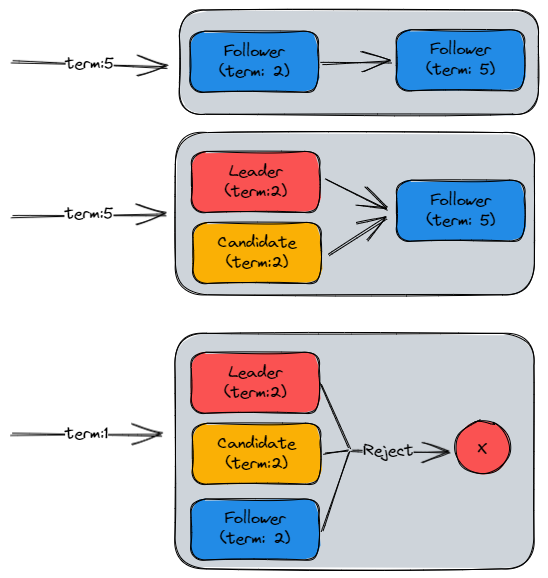 term:5
Follower
(term: 2)
Follower
(term: 5)
term:5
Leader
(term:2)
Candidate
(term:2)
Follower
(term: 5)
term:1
Leader
(term:2)
Candidate
(term:2)
Follower
(term: 2)
Reject
X